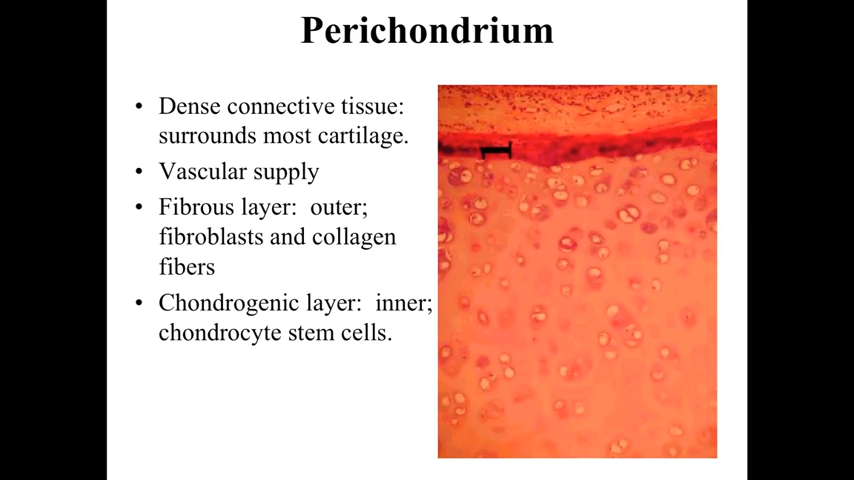 Perichondrium
• Dense connective tissue:
surrounds most cartilage.
• Vascular supply
• Fibrous layer: outer;
fibroblasts and collagen
fibers
• Chondrogenic layer: inner;
chondrocyte stem cells.